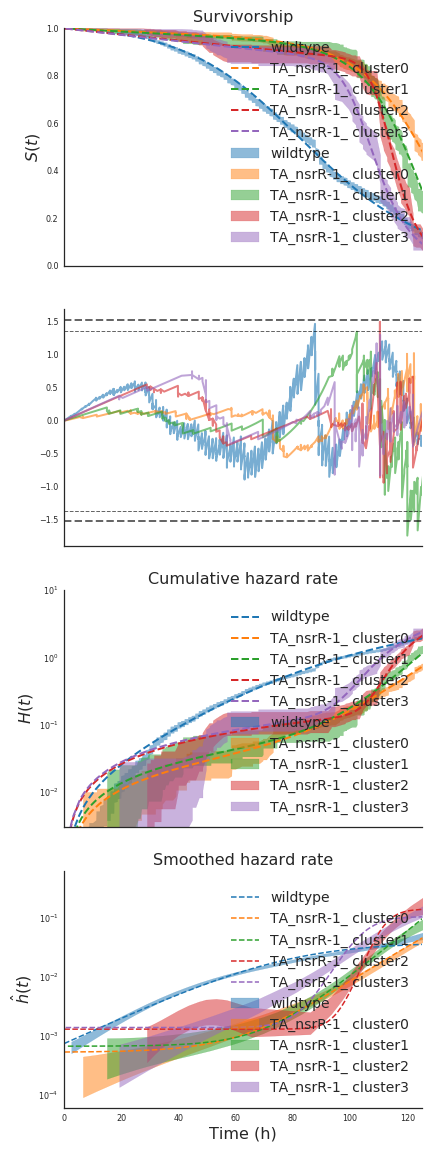 Survivorship
1.0
0.8
0.6
0.4
0.2
0.0
S(t)
wildtype
TA_nsrR-1_ cluster0
TA_nsrR-1_ cluster1
TA_nsrR-1_ cluster2
TA_nsrR-1_ cluster3
wildtype
TA_nsrR-1_ cluster0
TA_nsrR-1_ cluster1
TA_nsrR-1_ cluster2
TA_nsrR-1_ cluster3
1.5
1.0
0.5
0.0
−0.5
−1.0
−1.5
Cumulative hazard rate
10¹
10⁰
10⁻¹
10⁻²
H(t)
wildtype
TA_nsrR-1_ cluster0
TA_nsrR-1_ cluster1
TA_nsrR-1_ cluster2
TA_nsrR-1_ cluster3
wildtype
TA_nsrR-1_ cluster0
TA_nsrR-1_ cluster1
TA_nsrR-1_ cluster2
TA_nsrR-1_ cluster3
Smoothed hazard rate
10⁻¹
10⁻²
10⁻³
10⁻⁴
ĥ(t)
wildtype
TA_nsrR-1_ cluster0
TA_nsrR-1_ cluster1
TA_nsrR-1_ cluster2
TA_nsrR-1_ cluster3
wildtype
TA_nsrR-1_ cluster0
TA_nsrR-1_ cluster1
TA_nsrR-1_ cluster2
TA_nsrR-1_ cluster3
0 20 40 60 80 100 120
Time (h)